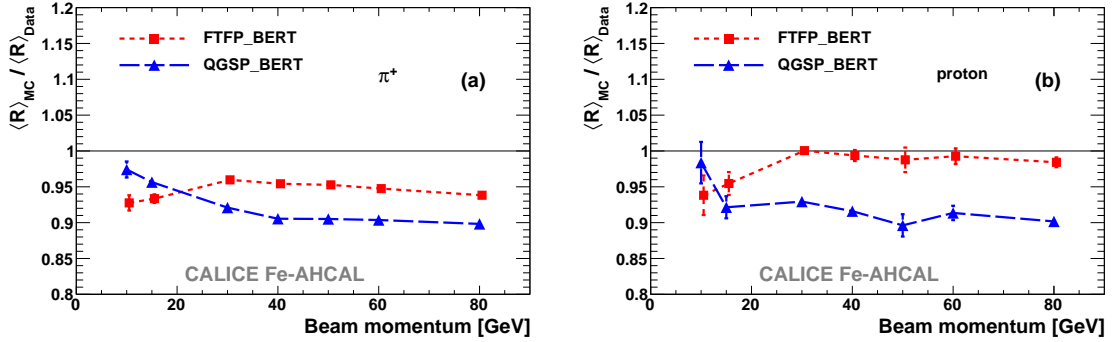 ⟨R⟩MC / ⟨R⟩Data
1.2
1.15
1.1
1.05
1
0.95
0.9
0.85
0.8
FTFP_BERT
QGSP_BERT
π+
(a)
CALICE Fe-AHCAL
0 20 40 60 80
Beam momentum [GeV]
⟨R⟩MC / ⟨R⟩Data
1.2
1.15
1.1
1.05
1
0.95
0.9
0.85
0.8
FTFP_BERT
QGSP_BERT
proton
(b)
CALICE Fe-AHCAL
0 20 40 60 80
Beam momentum [GeV]